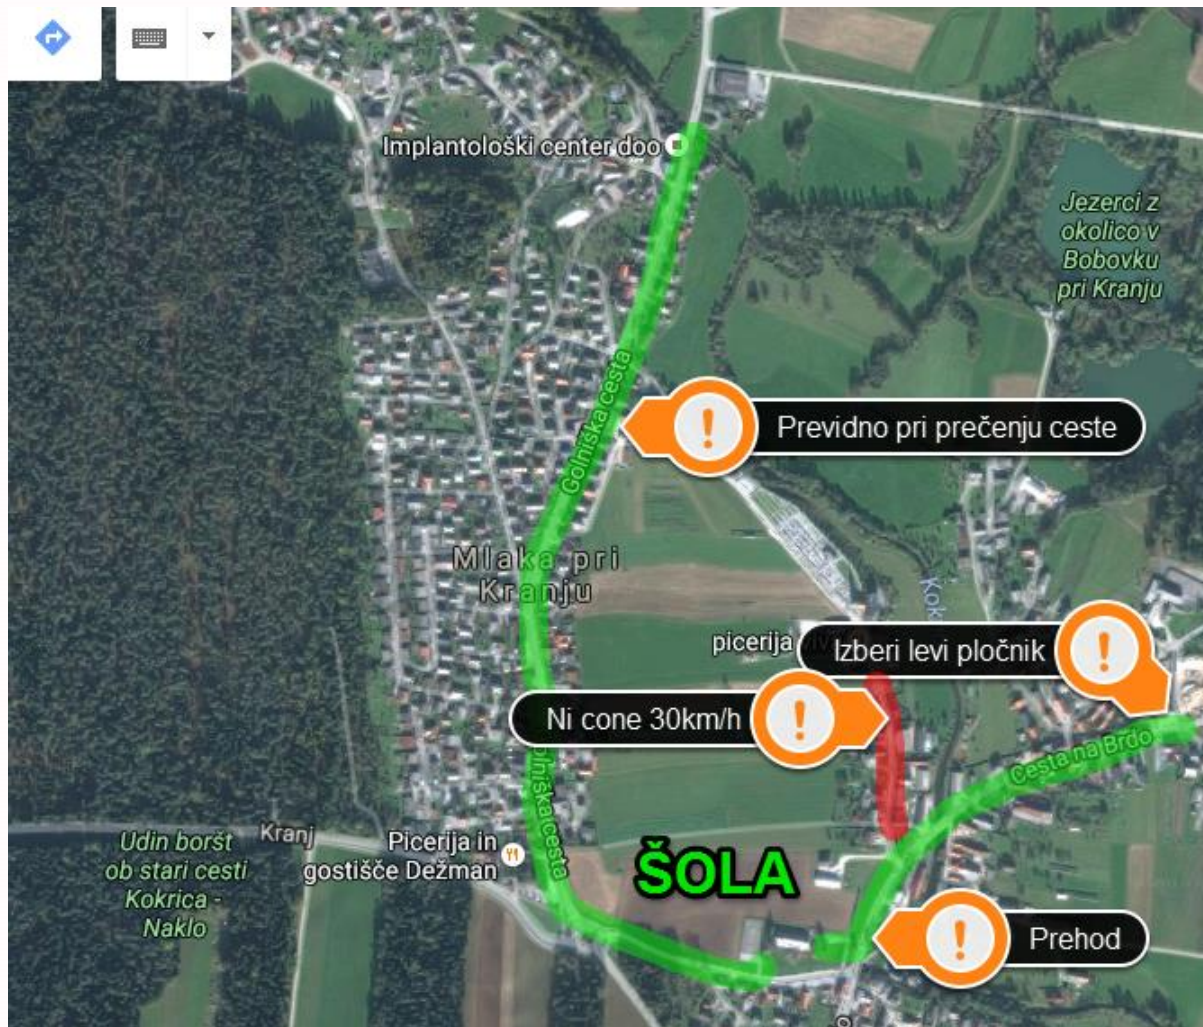 Implantološki center doo
Jezerci z
okolico v
Bobovku
pri Kranju
Golniška cesta
Previdno pri prečenju ceste
Mlaka pri
Kranju
Kok
picerija
Izberi levi pločnik
Ni cone 30km/h
Cesta na Brdo
Golniška cesta
Kranj
Udin boršt
ob stari cesti
Kokrica -
Naklo
Picerija in
gostišče Dežman
ŠOLA
Prehod